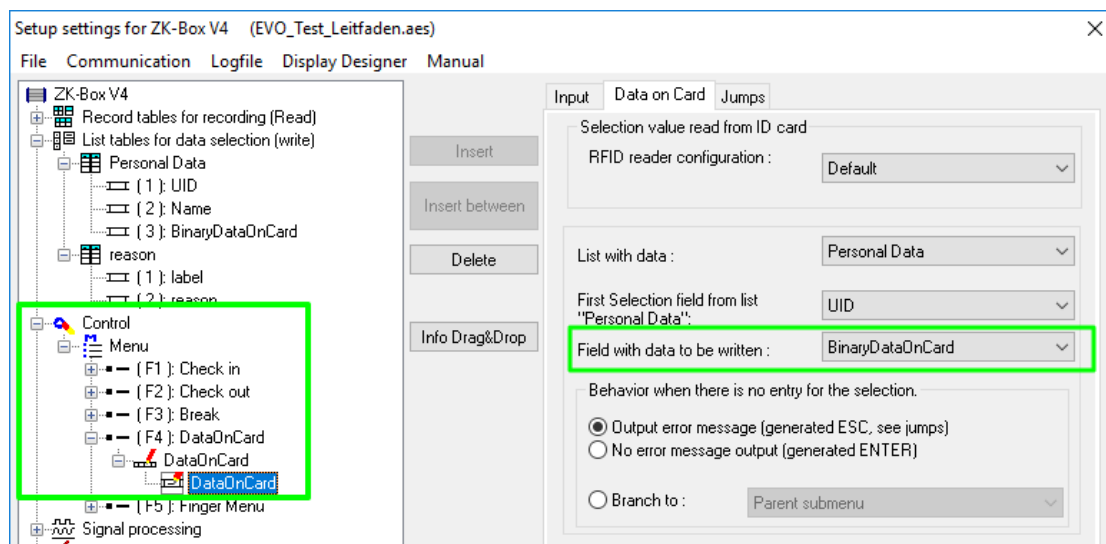 Setup settings for ZK-Box V4 (EVO_Test_Leitfaden.aes)
File Communication Logfile Display Designer Manual
ZK-Box V4
Record tables for recording (Read)
List tables for data selection (write)
Personal Data
( 1 ): UID
( 2 ): Name
( 3 ): BinaryDataOnCard
reason
( 1 ): label
( 2 ): reason
Control
Menu
( F1 ): Check in
( F2 ): Check out
( F3 ): Break
( F4 ): DataOnCard
DataOnCard
DataOnCard
( F5 ): Finger Menu
Signal processing
Insert
Insert between
Delete
Info Drag&Drop
Input Data on Card Jumps
Selection value read from ID card
RFID reader configuration : Default
List with data : Personal Data
First Selection field from list
"Personal Data": UID
Field with data to be written : BinaryDataOnCard
Behavior when there is no entry for the selection.
Output error message (generated ESC, see jumps)
No error message output (generated ENTER)
Branch to : Parent submenu